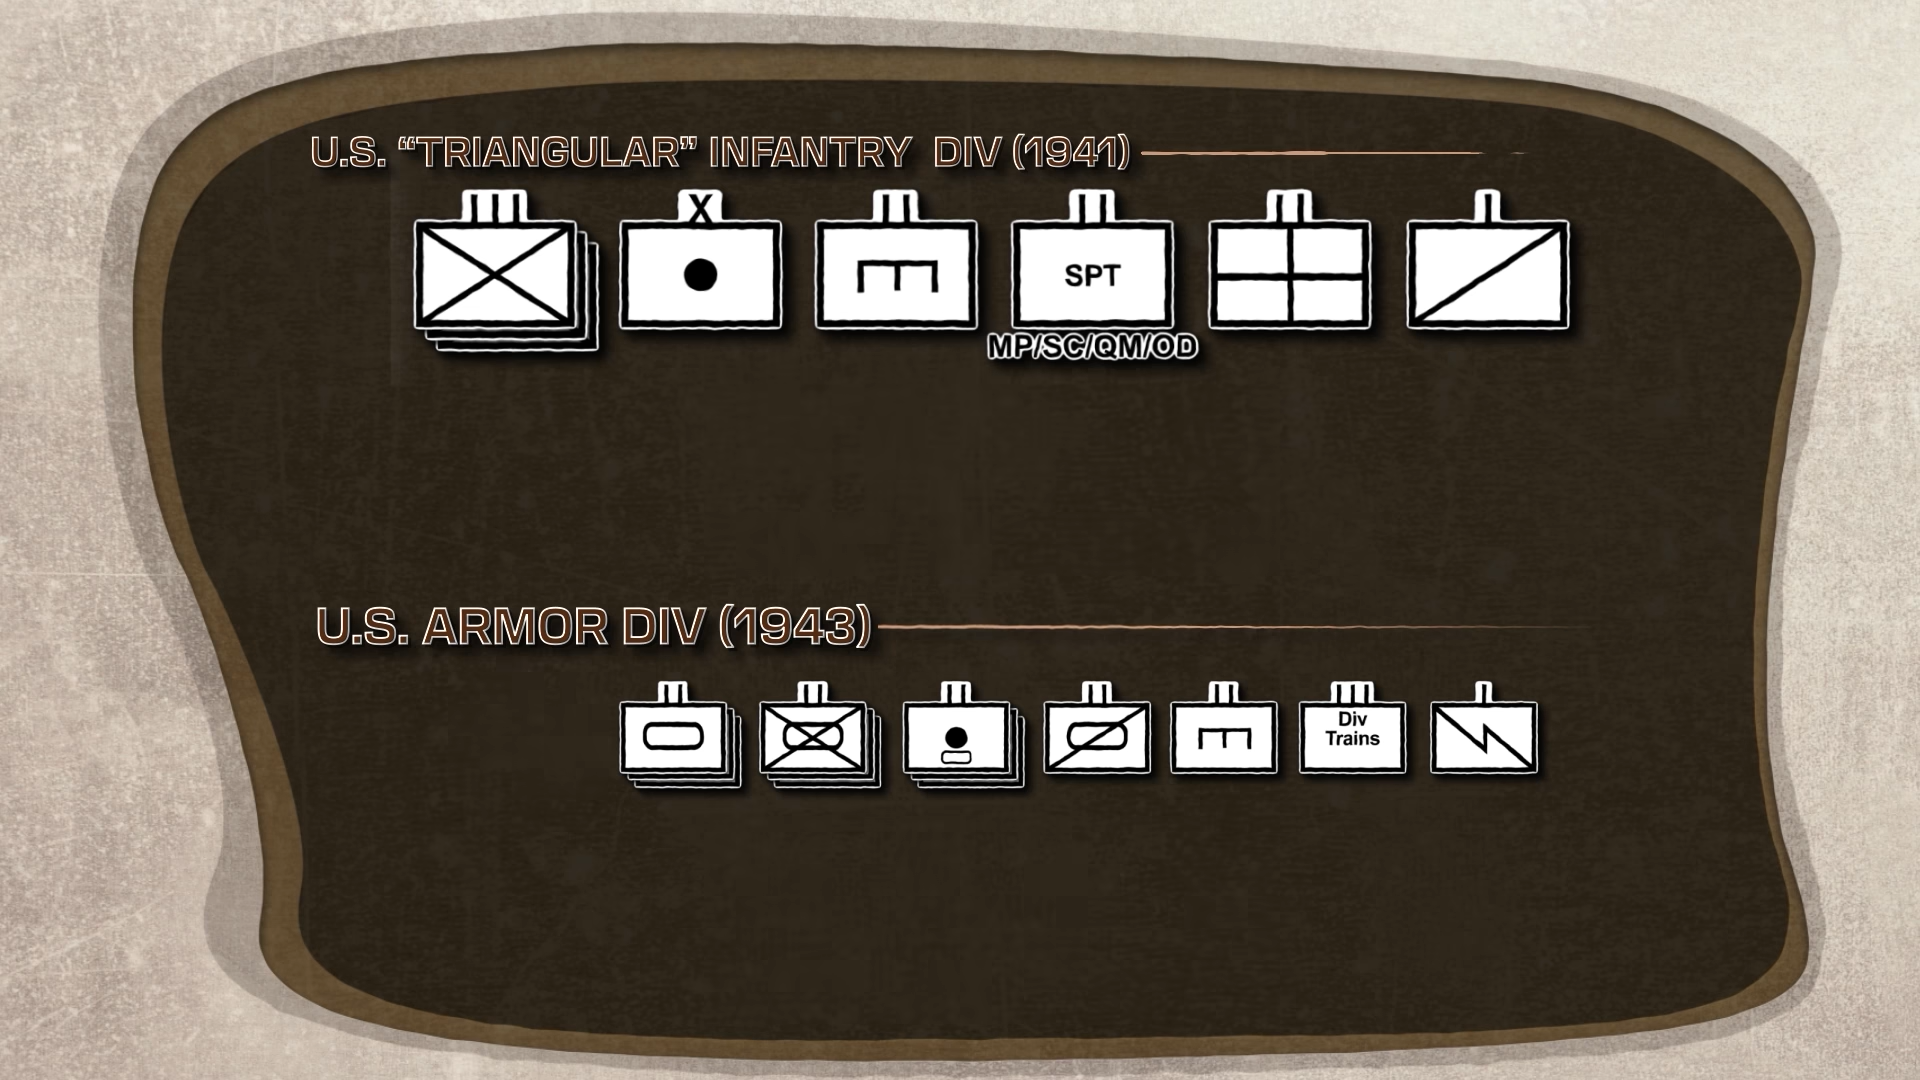 U.S. “TRIANGULAR” INFANTRY DIV (1941)
X
SPT
MP/SC/QM/OD
U.S. ARMOR DIV (1943)
Div
Trains